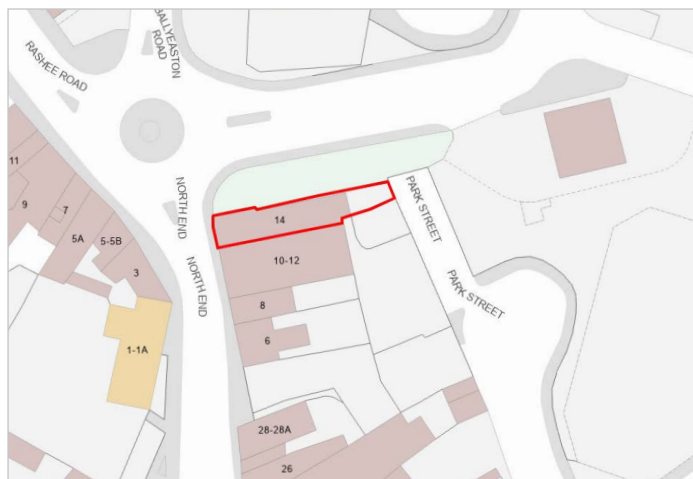 BALLYEASTON
ROAD
RASHEE ROAD
11
9
7
5A
5-5B
3
1-1A
NORTH END
NORTH END
14
10-12
8
6
28-28A
26
PARK STREET
PARK STREET